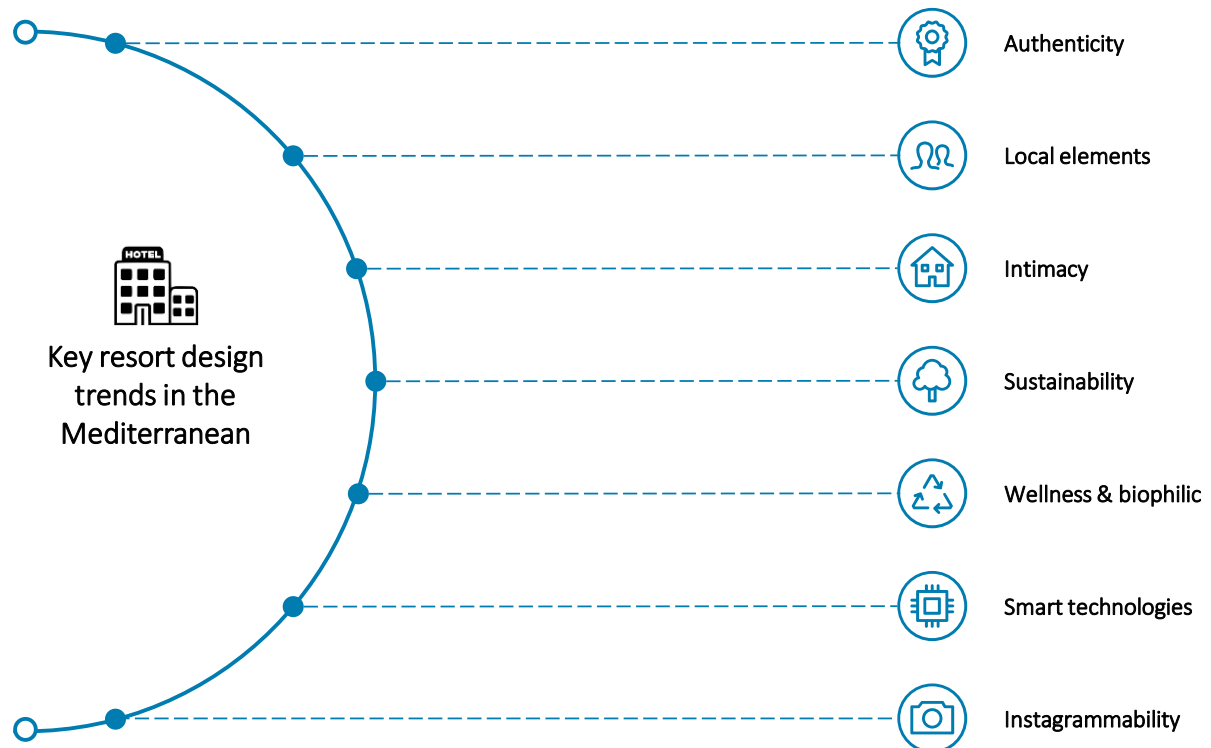 Authenticity
Local elements
HOTEL
Intimacy
Key resort design
trends in the
Mediterranean
Sustainability
Wellness & biophilic
Smart technologies
Instagrammability